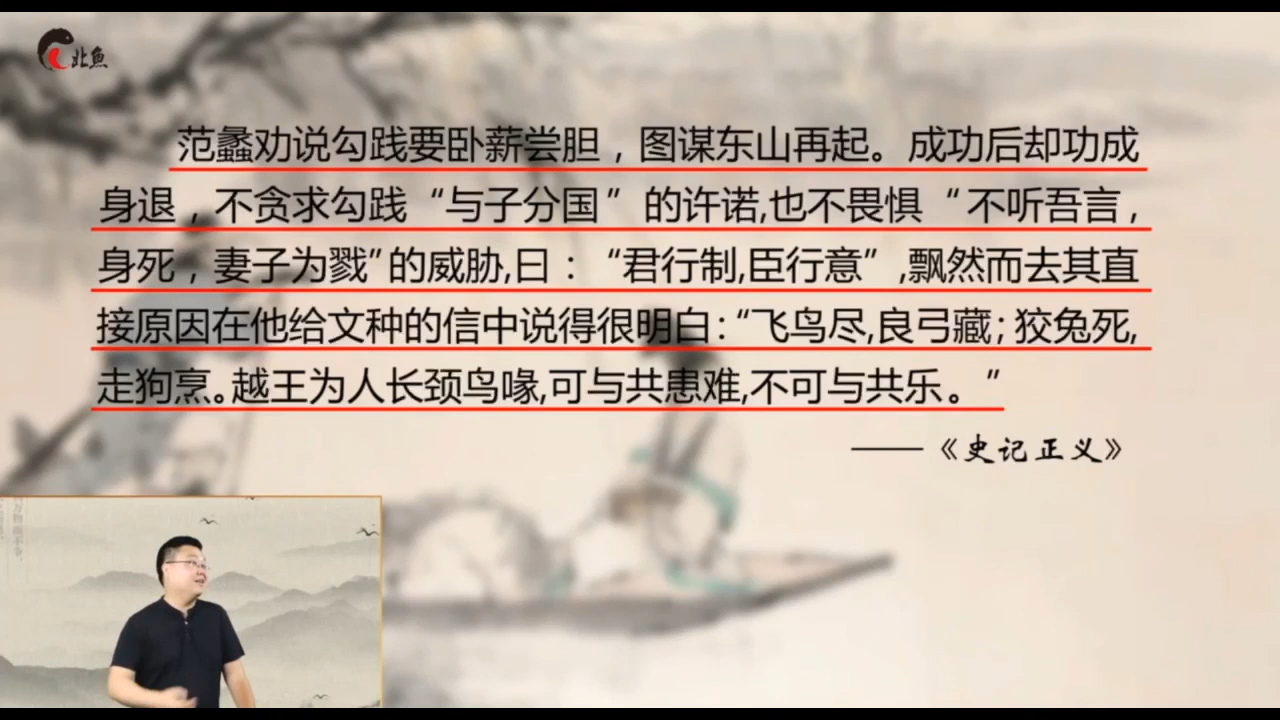 北鱼
范蠡劝说勾践要卧薪尝胆，图谋东山再起。成功后却功成
身退，不贪求勾践“与子分国”的许诺,也不畏惧“不听吾言，
身死，妻子为戮”的威胁,曰：“君行制,臣行意”,飘然而去其直
接原因在他给文种的信中说得很明白：“飞鸟尽,良弓藏；狡兔死,
走狗烹。越王为人长颈鸟喙,可与共患难,不可与共乐。”
——《史记正义》